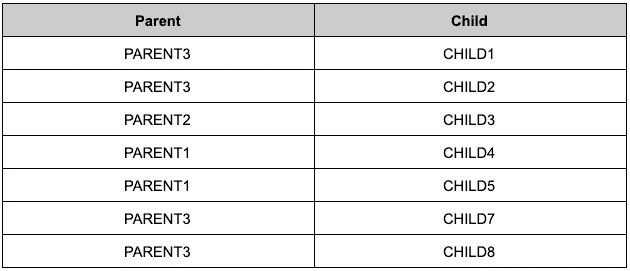 Parent Child
PARENT3 CHILD1
PARENT3 CHILD2
PARENT2 CHILD3
PARENT1 CHILD4
PARENT1 CHILD5
PARENT3 CHILD7
PARENT3 CHILD8